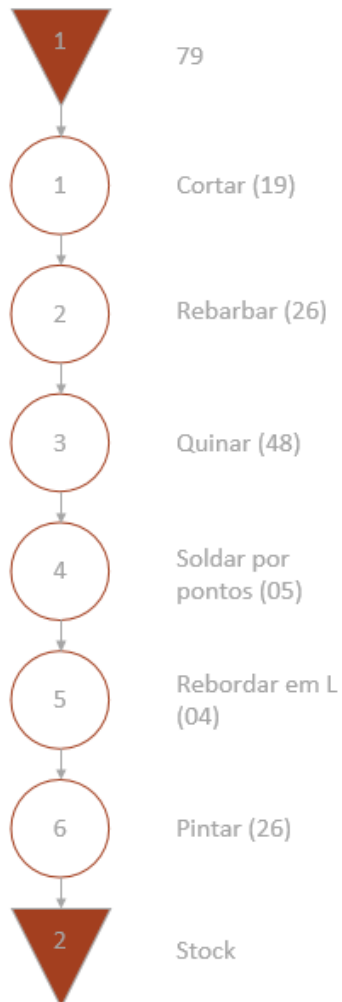 1
79
1
Cortar (19)
2
Rebarbar (26)
3
Quinar (48)
4
Soldar por
pontos (05)
5
Rebordar em L
(04)
6
Pintar (26)
2
Stock